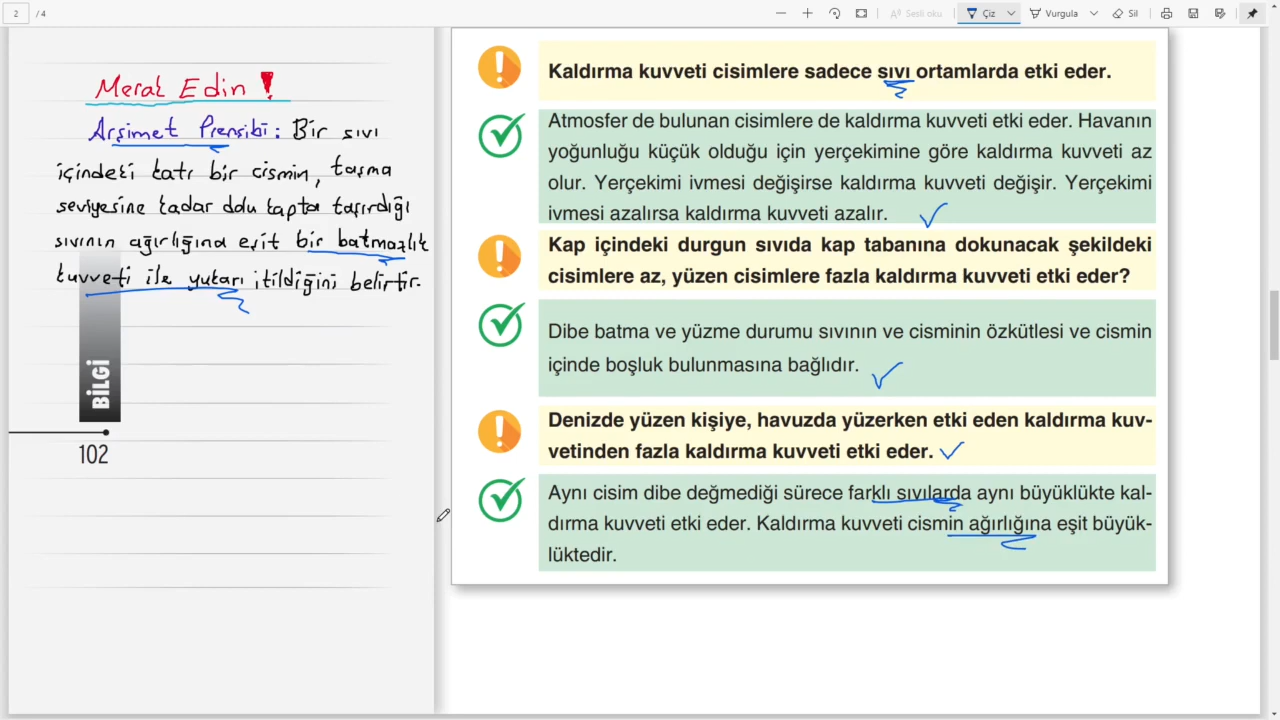 2 / 4
Sesli oku
Çiz
Vurgula
Sil
Merak Edin !
Arşimet Prensibi : Bir sıvı
içindeki katı bir cismin, taşma
seviyesine kadar dolu kapta taşırdığı
sıvının ağırlığına eşit bir batmazlık
kuvveti ile yukarı itildiğini belirtir.
BİLGİ
102
Kaldırma kuvveti cisimlere sadece sıvı ortamlarda etki eder.
Atmosfer de bulunan cisimlere de kaldırma kuvveti etki eder. Havanın
yoğunluğu küçük olduğu için yerçekimine göre kaldırma kuvveti az
olur. Yerçekimi ivmesi değişirse kaldırma kuvveti değişir. Yerçekimi
ivmesi azalırsa kaldırma kuvveti azalır.
Kap içindeki durgun sıvıda kap tabanına dokunacak şekildeki
cisimlere az, yüzen cisimlere fazla kaldırma kuvveti etki eder?
Dibe batma ve yüzme durumu sıvının ve cisminin özkütlesi ve cismin
içinde boşluk bulunmasına bağlıdır.
Denizde yüzen kişiye, havuzda yüzerken etki eden kaldırma kuv-
vetinden fazla kaldırma kuvveti etki eder.
Aynı cisim dibe değmediği sürece farklı sıvılarda aynı büyüklükte kal-
dırma kuvveti etki eder. Kaldırma kuvveti cismin ağırlığına eşit büyük-
lüktedir.